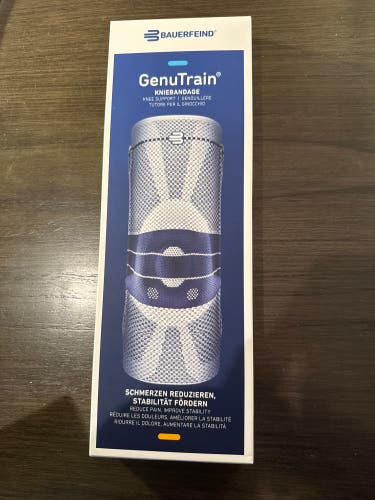 BAUERFEIND®
GenuTrain®
KNIEBANDAGE
KNEE SUPPORT | GENOUILLÈRE
TUTORE PER IL GINOCCHIO
SCHMERZEN REDUZIEREN,
STABILITÄT FÖRDERN
REDUCE PAIN, IMPROVE STABILITY
RÉDUIRE LES DOULEURS, AMÉLIORER LA STABILITÉ
RIDURRE IL DOLORE, AUMENTARE LA STABILITÀ